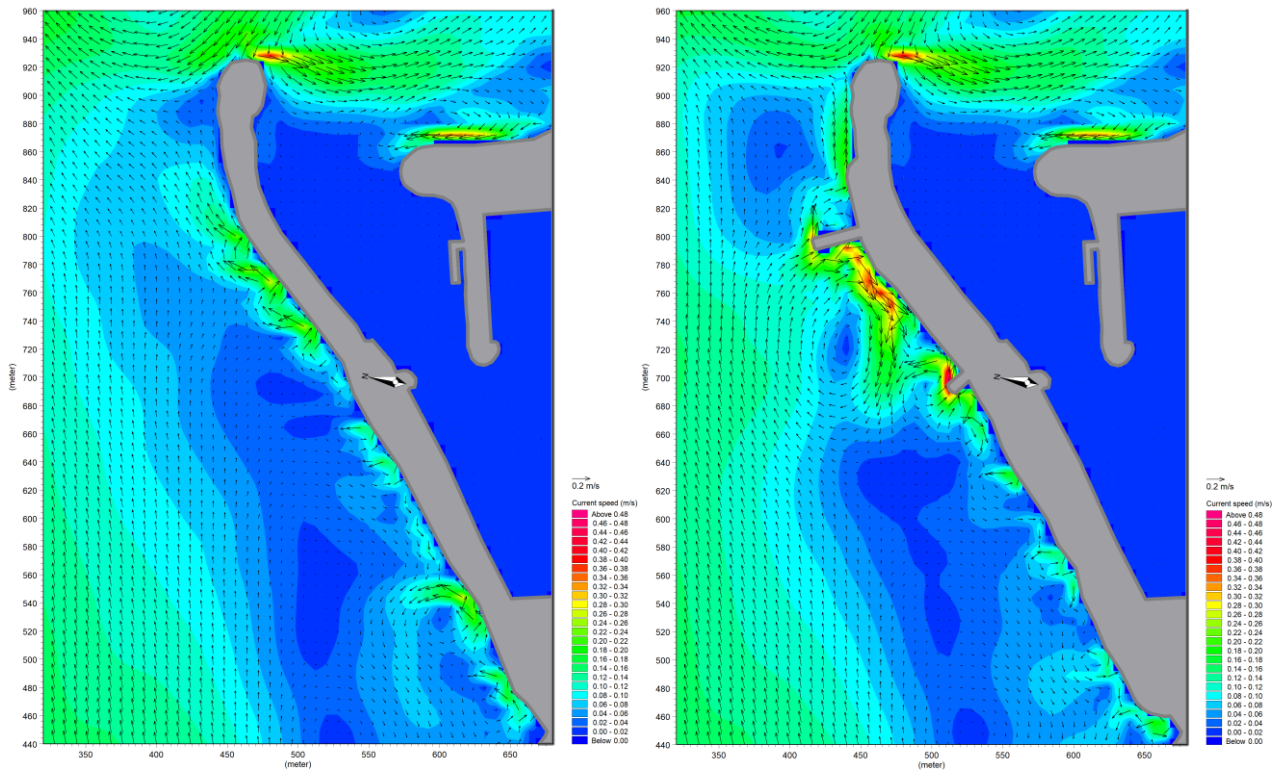 960
940
920
900
880
860
840
820
800
780
760
740
720
700
680
660
640
620
600
580
560
540
520
500
480
460
440
(meter)
350
400
450
500
550
600
650
(meter)
N
0.2 m/s
Current speed (m/s)
Above 0.48
0.46 - 0.48
0.44 - 0.46
0.42 - 0.44
0.40 - 0.42
0.38 - 0.40
0.36 - 0.38
0.34 - 0.36
0.32 - 0.34
0.30 - 0.32
0.28 - 0.30
0.26 - 0.28
0.24 - 0.26
0.22 - 0.24
0.20 - 0.22
0.18 - 0.20
0.16 - 0.18
0.14 - 0.16
0.12 - 0.14
0.10 - 0.12
0.08 - 0.10
0.06 - 0.08
0.04 - 0.06
0.02 - 0.04
0.00 - 0.02
Below 0.00
960
940
920
900
880
860
840
820
800
780
760
740
720
700
680
660
640
620
600
580
560
540
520
500
480
460
440
(meter)
350
400
450
500
550
600
650
(meter)
N
0.2 m/s
Current speed (m/s)
Above 0.48
0.46 - 0.48
0.44 - 0.46
0.42 - 0.44
0.40 - 0.42
0.38 - 0.40
0.36 - 0.38
0.34 - 0.36
0.32 - 0.34
0.30 - 0.32
0.28 - 0.30
0.26 - 0.28
0.24 - 0.26
0.22 - 0.24
0.20 - 0.22
0.18 - 0.20
0.16 - 0.18
0.14 - 0.16
0.12 - 0.14
0.10 - 0.12
0.08 - 0.10
0.06 - 0.08
0.04 - 0.06
0.02 - 0.04
0.00 - 0.02
Below 0.00